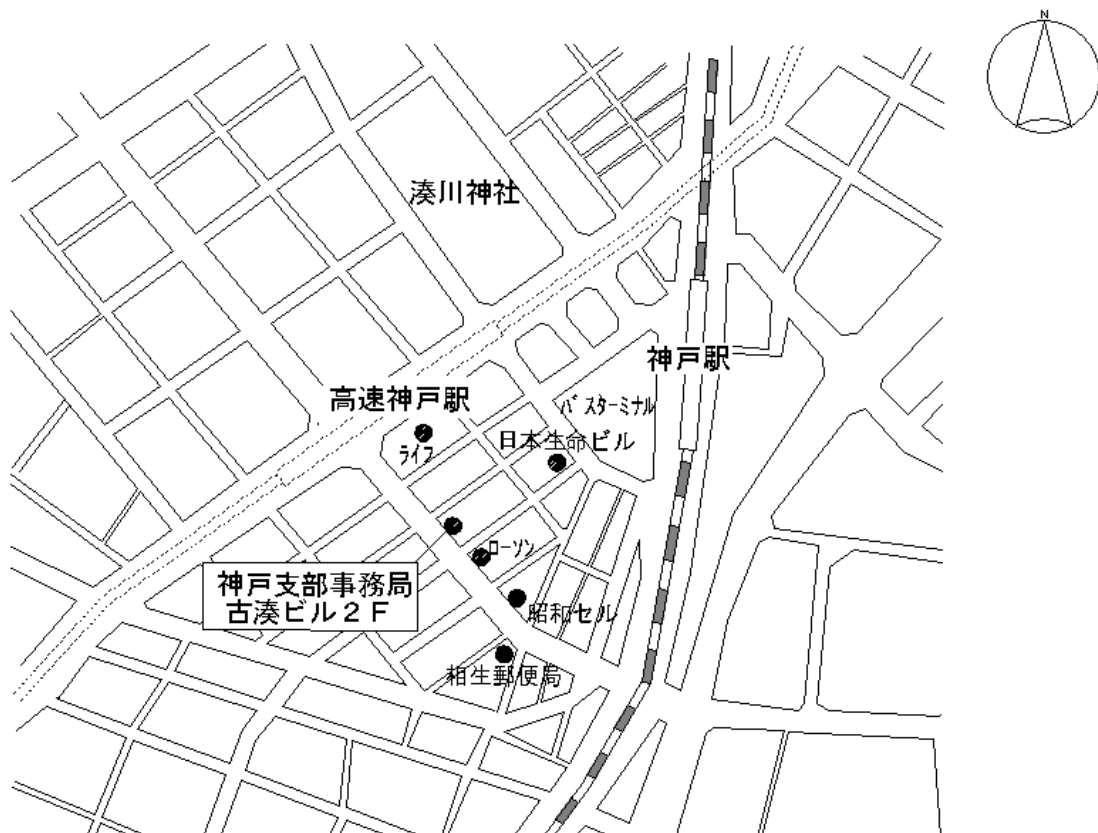 N
湊川神社
神戸駅
高速神戸駅
バスターミナル
日本生命ビル
ライフ
ローソン
神戸支部事務局
古湊ビル２Ｆ
昭和セル
相生郵便局